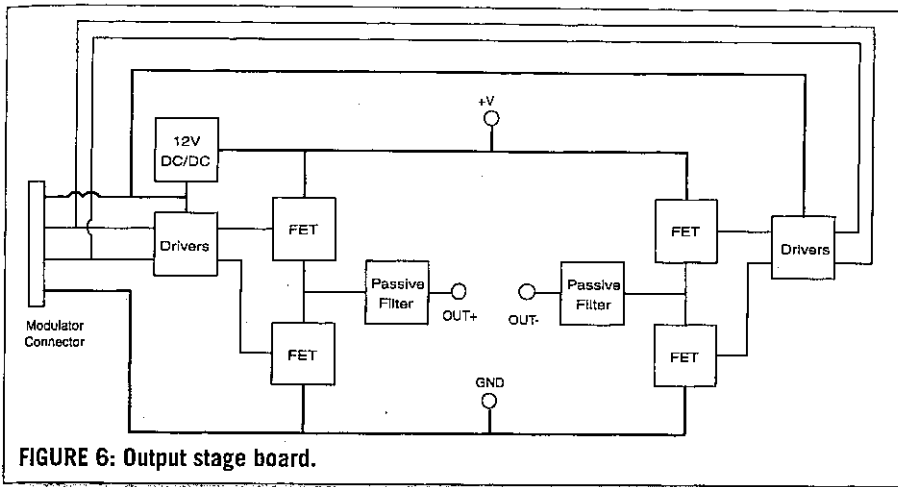 +V
12V
DC/DC
FET
FET
Drivers
Drivers
Passive
Filter
Passive
Filter
OUT+
OUT-
Modulator
Connector
FET
FET
GND
FIGURE 6: Output stage board.